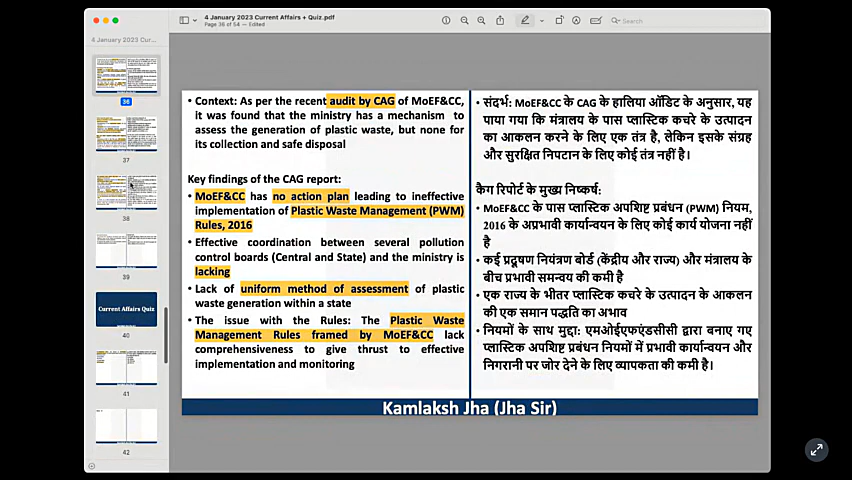 4 January 2023 Current Affairs + Quiz.pdf
Page 36 of 54 – Edited
Search
4 January 2023 Cur...
36
37
38
39
Current Affairs Quiz
40
41
42
• Context: As per the recent audit by CAG of MoEF&CC,
it was found that the ministry has a mechanism to
assess the generation of plastic waste, but none for
its collection and safe disposal
Key findings of the CAG report:
• MoEF&CC has no action plan leading to ineffective
implementation of Plastic Waste Management (PWM)
Rules, 2016
• Effective coordination between several pollution
control boards (Central and State) and the ministry is
lacking
• Lack of uniform method of assessment of plastic
waste generation within a state
• The issue with the Rules: The Plastic Waste
Management Rules framed by MoEF&CC lack
comprehensiveness to give thrust to effective
implementation and monitoring
• संदर्भ: MoEF&CC के CAG के हालिया ऑडिट के अनुसार, यह
पाया गया कि मंत्रालय के पास प्लास्टिक कचरे के उत्पादन
का आकलन करने के लिए एक तंत्र है, लेकिन इसके संग्रह
और सुरक्षित निपटान के लिए कोई तंत्र नहीं है।
कैग रिपोर्ट के मुख्य निष्कर्ष:
• MoEF&CC के पास प्लास्टिक अपशिष्ट प्रबंधन (PWM) नियम,
2016 के अप्रभावी कार्यान्वयन के लिए कोई कार्य योजना नहीं
है
• कई प्रदूषण नियंत्रण बोर्ड (केंद्रीय और राज्य) और मंत्रालय के
बीच प्रभावी समन्वय की कमी है
• एक राज्य के भीतर प्लास्टिक कचरे के उत्पादन के आकलन
की एक समान पद्धति का अभाव
• नियमों के साथ मुद्दा: एमओईएफएंडसीसी द्वारा बनाए गए
प्लास्टिक अपशिष्ट प्रबंधन नियमों में प्रभावी कार्यान्वयन और
निगरानी पर जोर देने के लिए व्यापकता की कमी है।
Kamlaksh Jha (Jha Sir)